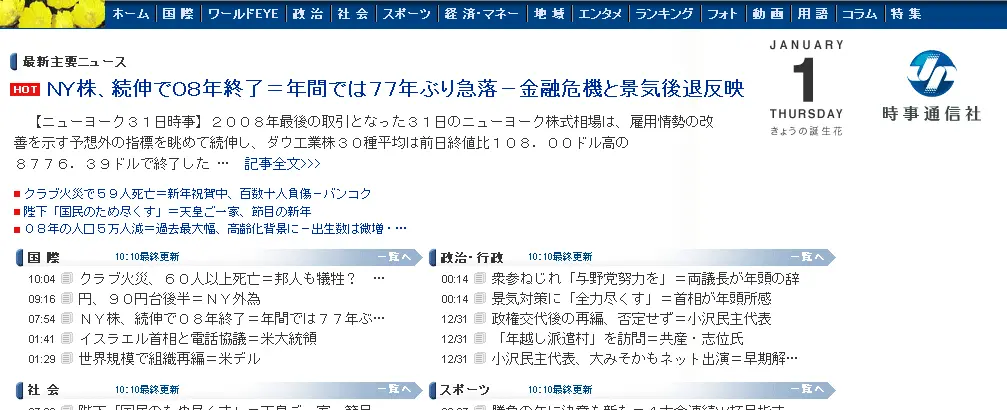 ホーム 国際 ワールドEYE 政治 社会 スポーツ 経済・マネー 地域 エンタメ ランキング フォト 動画 用語 コラム 特集
最新主要ニュース
HOT NY株、続伸で08年終了＝年間では77年ぶり急落－金融危機と景気後退反映
【ニューヨーク３１日時事】２００８年最後の取引となった３１日のニューヨーク株式相場は、雇用情勢の改
善を示す予想外の指標を眺めて続伸し、ダウ工業株３０種平均は前日終値比１０８．００ドル高の
８７７６．３９ドルで終了した … 記事全文>>>
クラブ火災で５９人死亡＝新年祝賀中、百数十人負傷－バンコク
陛下「国民のため尽くす」＝天皇ご一家、節目の新年
０８年の人口５万人減＝過去最大幅、高齢化背景に－出生数は微増・…
JANUARY
1
THURSDAY
きょうの誕生花
時事通信社
国際 10:10最終更新 一覧へ
10:04 クラブ火災、６０人以上死亡＝邦人も犠牲？ …
09:16 円、９０円台後半＝ＮＹ外為
07:54 ＮＹ株、続伸で０８年終了＝年間では７７年ぶ…
01:41 イスラエル首相と電話協議＝米大統領
01:29 世界規模で組織再編＝米デル
政治・行政 10:10最終更新 一覧へ
00:14 衆参ねじれ「与野党努力を」＝両議長が年頭の辞
00:14 景気対策に「全力尽くす」＝首相が年頭所感
12/31 政権交代後の再編、否定せず＝小沢民主代表
12/31 「年越し派遣村」を訪問＝共産・志位氏
12/31 小沢民主代表、大みそかもネット出演＝早期解…
社会 10:10最終更新 一覧へ
スポーツ 10:10最終更新 一覧へ